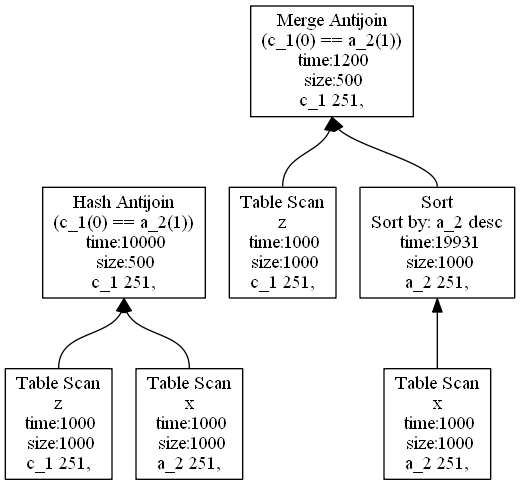 Merge Antijoin
(c_1(0) == a_2(1))
time:1200
size:500
c_1 251,
Hash Antijoin
(c_1(0) == a_2(1))
time:10000
size:500
c_1 251,
Table Scan
z
time:1000
size:1000
c_1 251,
Sort
Sort by: a_2 desc
time:19931
size:1000
a_2 251,
Table Scan
z
time:1000
size:1000
c_1 251,
Table Scan
x
time:1000
size:1000
a_2 251,
Table Scan
x
time:1000
size:1000
a_2 251,